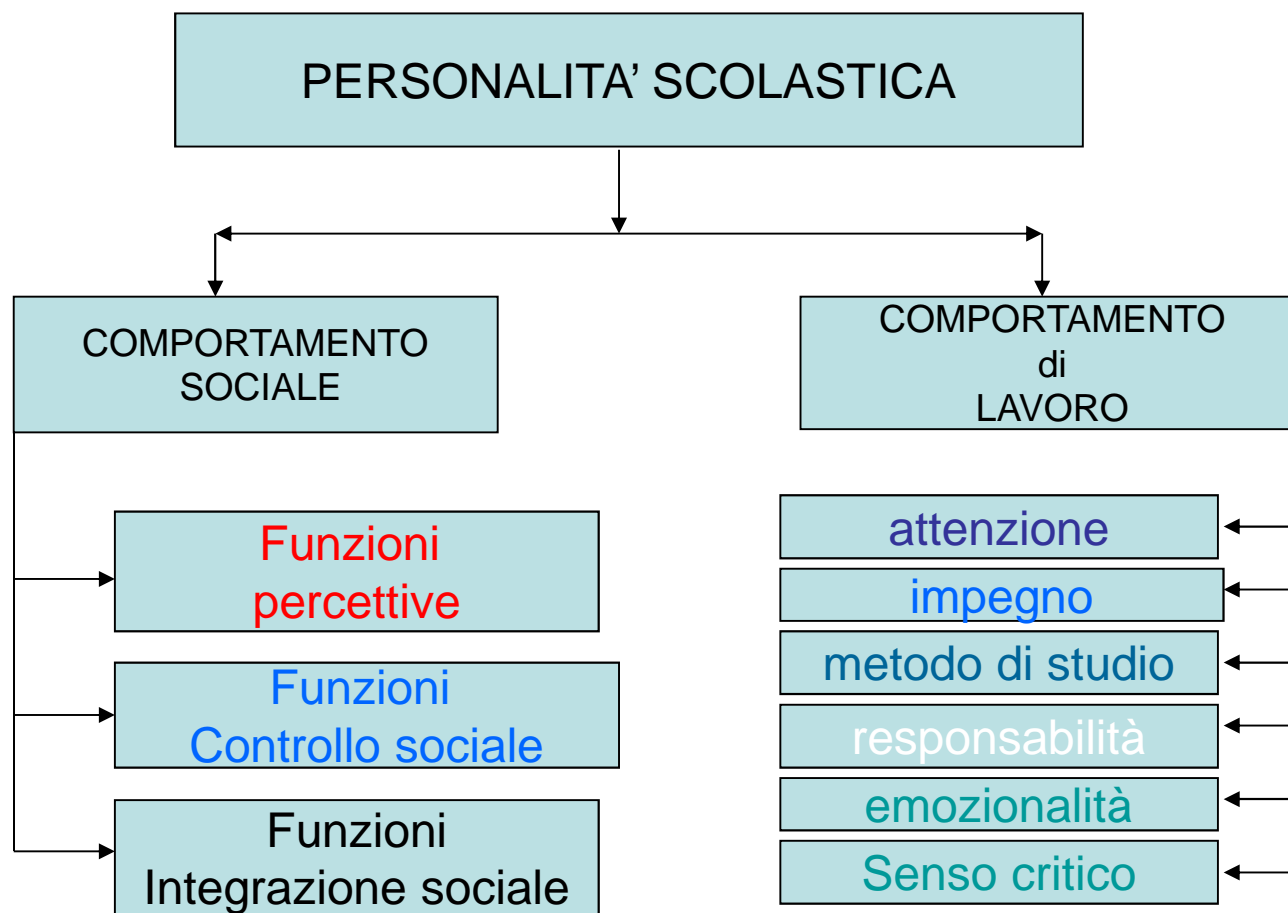 PERSONALITA’ SCOLASTICA
COMPORTAMENTO
SOCIALE
Funzioni
percettive
Funzioni
Controllo sociale
Funzioni
Integrazione sociale
COMPORTAMENTO
di
LAVORO
attenzione
impegno
metodo di studio
responsabilità
emozionalità
Senso critico